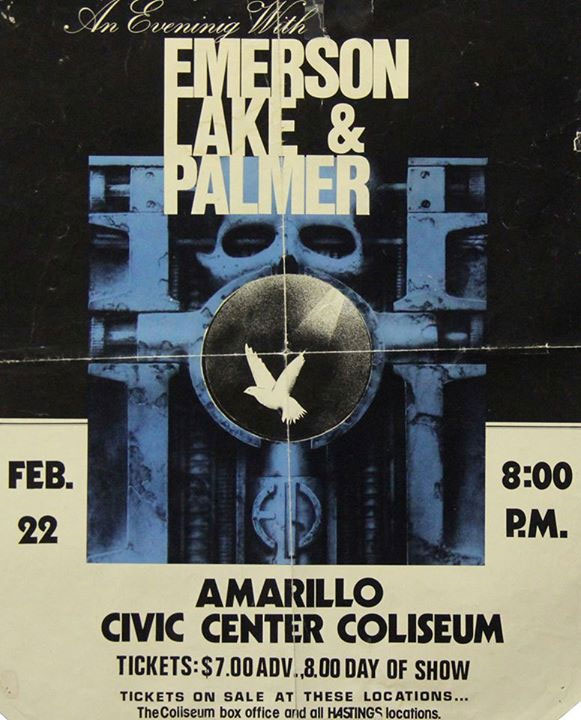 An Eveninig With
EMERSON
LAKE &
PALMER
FEB.
22
8:00
P.M.
AMARILLO
CIVIC CENTER COLISEUM
TICKETS: $7.00 ADV.,8.00 DAY OF SHOW
TICKETS ON SALE AT THESE LOCATIONS...
The Coliseum box office and all HASTINGS locations.